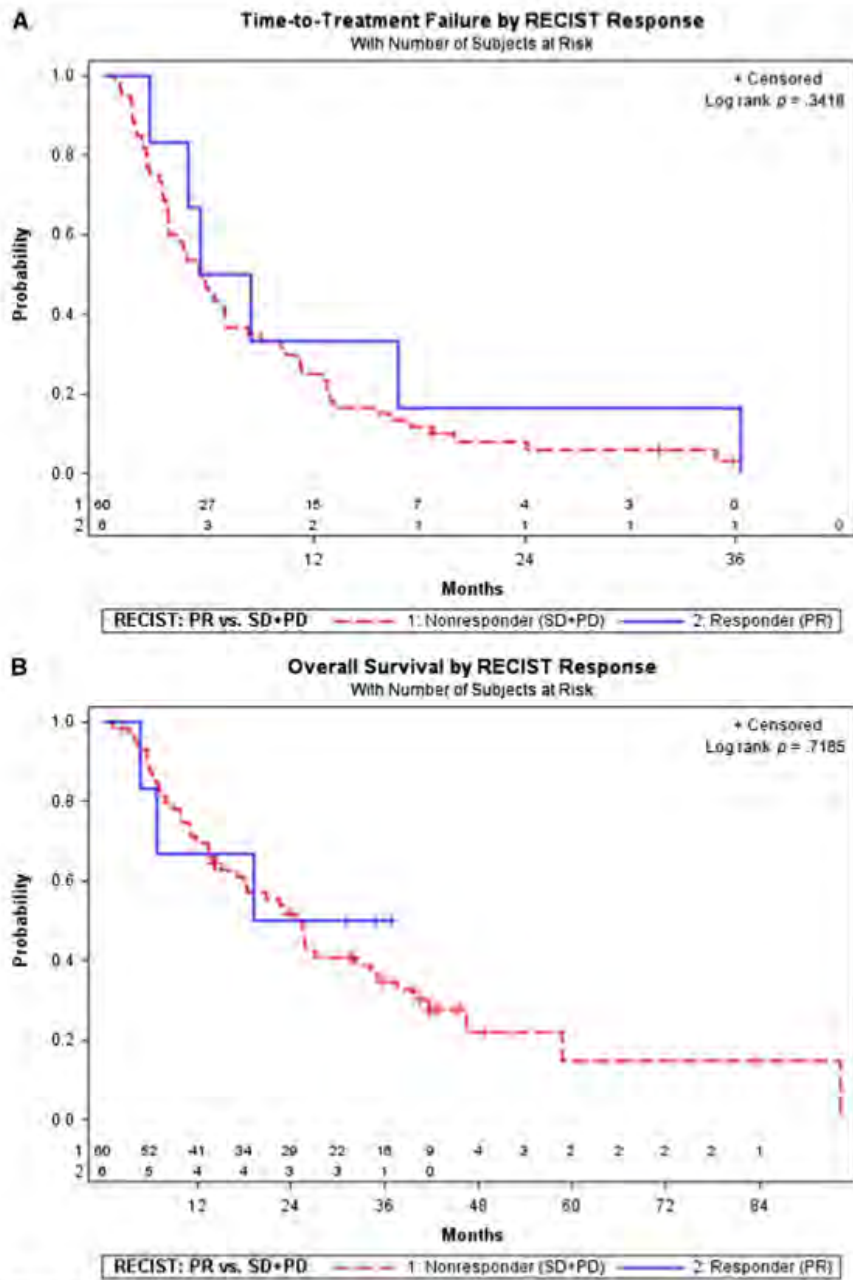 A
Time-to-Treatment Failure by RECIST Response
With Number of Subjects at Risk
+ Censored
Log rank p = .3418
1.0
0.8
0.6
0.4
0.2
0.0
Probability
1 60 27 15 7 4 3 0
2 6 3 2 1 1 1 1 0
12 24 36
Months
RECIST: PR vs. SD+PD 1: Nonresponder (SD+PD) 2: Responder (PR)
B
Overall Survival by RECIST Response
With Number of Subjects at Risk
+ Censored
Log rank p = .7185
1.0
0.8
0.6
0.4
0.2
0.0
Probability
1 60 52 41 34 29 22 16 9 4 3 2 2 2 2 1
2 6 5 4 4 3 3 1 0
12 24 36 48 60 72 84
Months
RECIST: PR vs. SD+PD 1: Nonresponder (SD+PD) 2: Responder (PR)